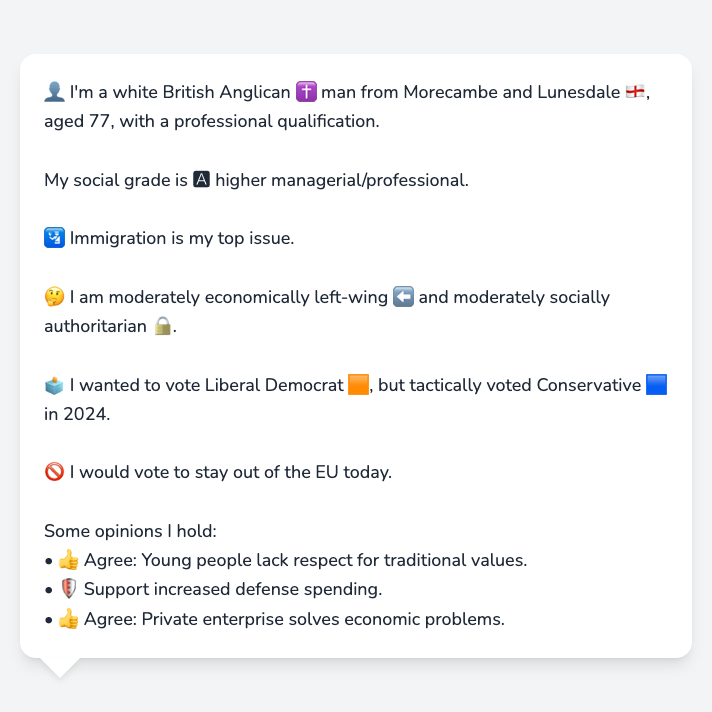 👤 I'm a white British Anglican ✝️ man from Morecambe and Lunesdale 🏴󠁧󠁢󠁥󠁮󠁧󠁿,
aged 77, with a professional qualification.
My social grade is 🅰 higher managerial/professional.
🛂 Immigration is my top issue.
🤔 I am moderately economically left-wing ⬅️ and moderately socially
authoritarian 🔒.
🗳️ I wanted to vote Liberal Democrat 🟧, but tactically voted Conservative 🟦
in 2024.
🚫 I would vote to stay out of the EU today.
Some opinions I hold:
• 👍 Agree: Young people lack respect for traditional values.
• 🛡️ Support increased defense spending.
• 👍 Agree: Private enterprise solves economic problems.